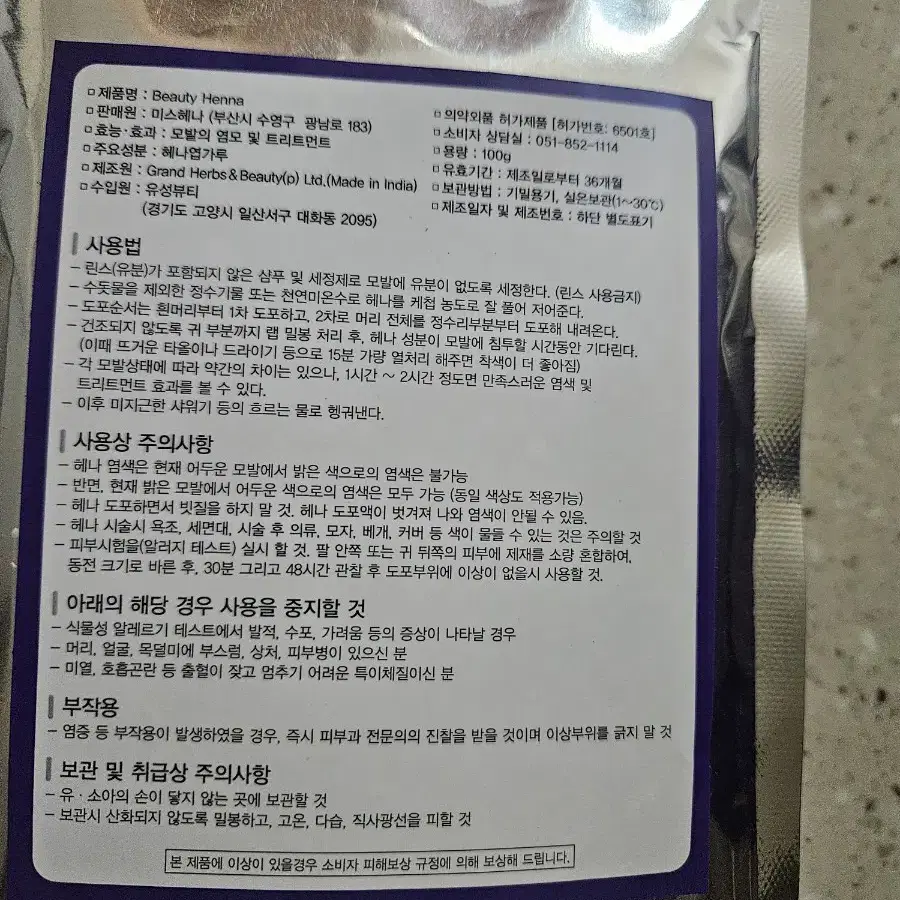 ▫ 제품명 : Beauty Henna
▫ 판매원 : 미스헤나 (부산시 수영구 광남로 183)
▫ 효능·효과 : 모발의 염모 및 트리트먼트
▫ 주요성분 : 헤나엽가루
▫ 제조원 : Grand Herbs & Beauty(p) Ltd.(Made in India)
▫ 수입원 : 유성뷰티
(경기도 고양시 일산서구 대화동 2095)
▫ 의약외품 허가제품 [허가번호: 6501호]
▫ 소비자 상담실 : 051-852-1114
▫ 용량 : 100g
▫ 유효기간 : 제조일로부터 36개월
▫ 보관방법 : 기밀용기, 실온보관(1~30℃)
▫ 제조일자 및 제조번호 : 하단 별도표기
사용법
- 린스(유분)가 포함되지 않은 샴푸 및 세정제로 모발에 유분이 없도록 세정한다. (린스 사용금지)
- 수돗물을 제외한 정수기물 또는 천연미온수로 헤나를 케첩 농도로 잘 풀어 저어준다.
- 도포순서는 흰머리부터 1차 도포하고, 2차로 머리 전체를 정수리부분부터 도포해 내려온다.
- 건조되지 않도록 귀 부분까지 랩 밀봉 처리 후, 헤나 성분이 모발에 침투할 시간동안 기다린다.
(이때 뜨거운 타올이나 드라이기 등으로 15분 가량 열처리 해주면 착색이 더 좋아짐)
- 각 모발상태에 따라 약간의 차이는 있으나, 1시간 ~ 2시간 정도면 만족스러운 염색 및
트리트먼트 효과를 볼 수 있다.
- 이후 미지근한 샤워기 등의 흐르는 물로 헹궈낸다.
사용상 주의사항
- 헤나 염색은 현재 어두운 모발에서 밝은 색으로의 염색은 불가능
- 반면, 현재 밝은 모발에서 어두운 색으로의 염색은 모두 가능 (동일 색상도 적용가능)
- 헤나 도포하면서 빗질을 하지 말 것. 헤나 도포액이 벗겨져 나와 염색이 안될 수 있음.
- 헤나 시술시 욕조, 세면대, 시술 후 의류, 모자, 베개, 커버 등 색이 물들 수 있는 것은 주의할 것
- 피부시험을(알러지 테스트) 실시 할 것. 팔 안쪽 또는 귀 뒤쪽의 피부에 제재를 소량 혼합하여,
동전 크기로 바른 후, 30분 그리고 48시간 관찰 후 도포부위에 이상이 없을시 사용할 것.
아래의 해당 경우 사용을 중지할 것
- 식물성 알레르기 테스트에서 발적, 수포, 가려움 등의 증상이 나타날 경우
- 머리, 얼굴, 목덜미에 부스럼, 상처, 피부병이 있으신 분
- 미열, 호흡곤란 등 출혈이 잦고 멈추기 어려운 특이체질이신 분
부작용
- 염증 등 부작용이 발생하였을 경우, 즉시 피부과 전문의의 진찰을 받을 것이며 이상부위를 긁지 말 것
보관 및 취급상 주의사항
- 유·소아의 손이 닿지 않는 곳에 보관할 것
- 보관시 산화되지 않도록 밀봉하고, 고온, 다습, 직사광선을 피할 것
본 제품에 이상이 있을경우 소비자 피해보상 규정에 의해 보상해 드립니다.